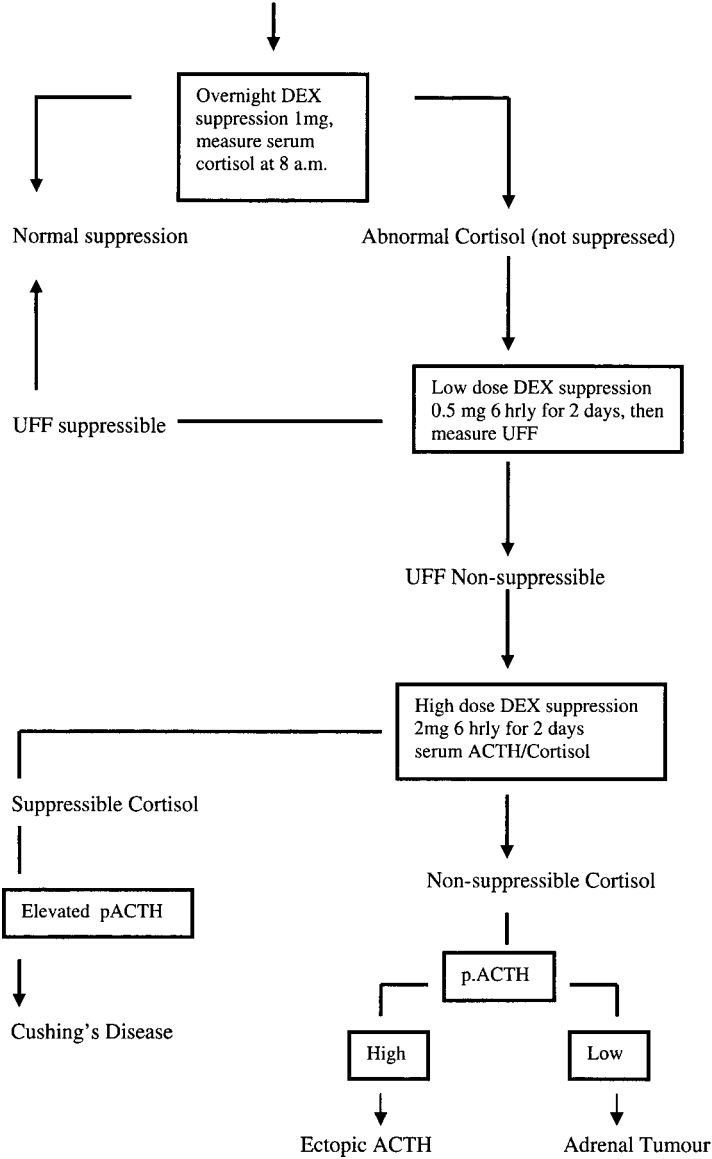 Overnight DEX
suppression 1mg,
measure serum
cortisol at 8 a.m.
Normal suppression
Abnormal Cortisol (not suppressed)
Low dose DEX suppression
0.5 mg 6 hrly for 2 days, then
measure UFF
UFF suppressible
UFF Non-suppressible
High dose DEX suppression
2mg 6 hrly for 2 days
serum ACTH/Cortisol
Suppressible Cortisol
Non-suppressible Cortisol
Elevated pACTH
p.ACTH
Cushing's Disease
High
Low
Ectopic ACTH
Adrenal Tumour